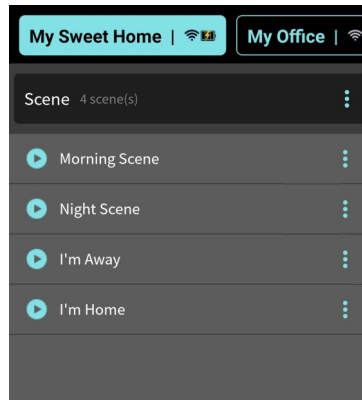 My Sweet Home |
My Office |
Scene 4 scene(s)
Morning Scene
Night Scene
I'm Away
I'm Home